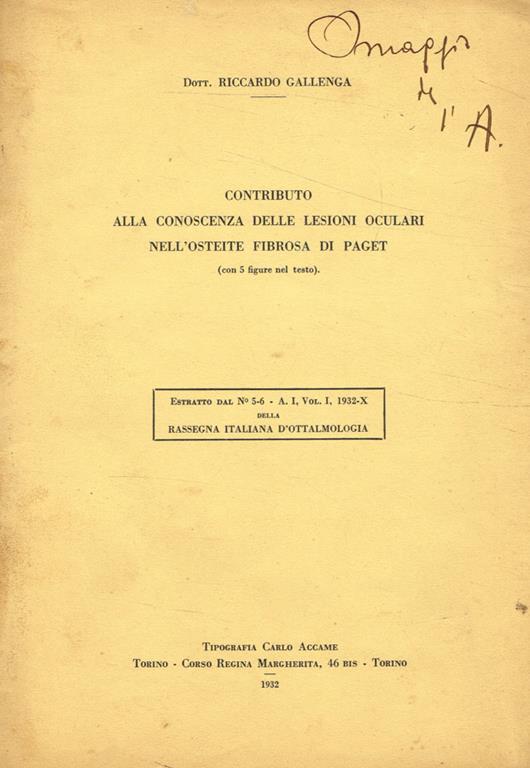 Omaggio
de
l'A.
Dott. RICCARDO GALLENGA
CONTRIBUTO
ALLA CONOSCENZA DELLE LESIONI OCULARI
NELL'OSTEITE FIBROSA DI PAGET
(con 5 figure nel testo).
Estratto dal Nº 5-6 - A. I, Vol. I, 1932-X
DELLA
RASSEGNA ITALIANA D'OTTALMOLOGIA
Tipografia Carlo Accame
Torino - Corso Regina Margherita, 46 bis - Torino
1932